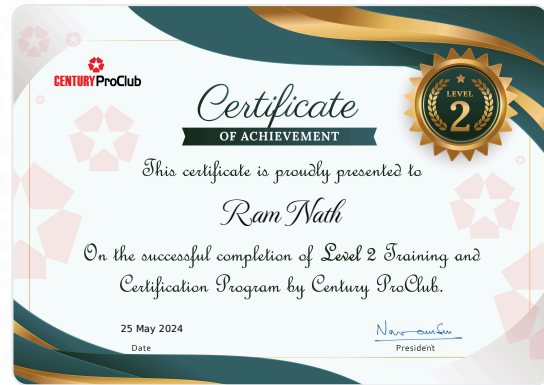 CENTURY ProClub
Certificate
OF ACHIEVEMENT
LEVEL
2
This certificate is proudly presented to
Ram Nath
On the successful completion of Level 2 Training and
Certification Program by Century ProClub.
25 May 2024
Date
President